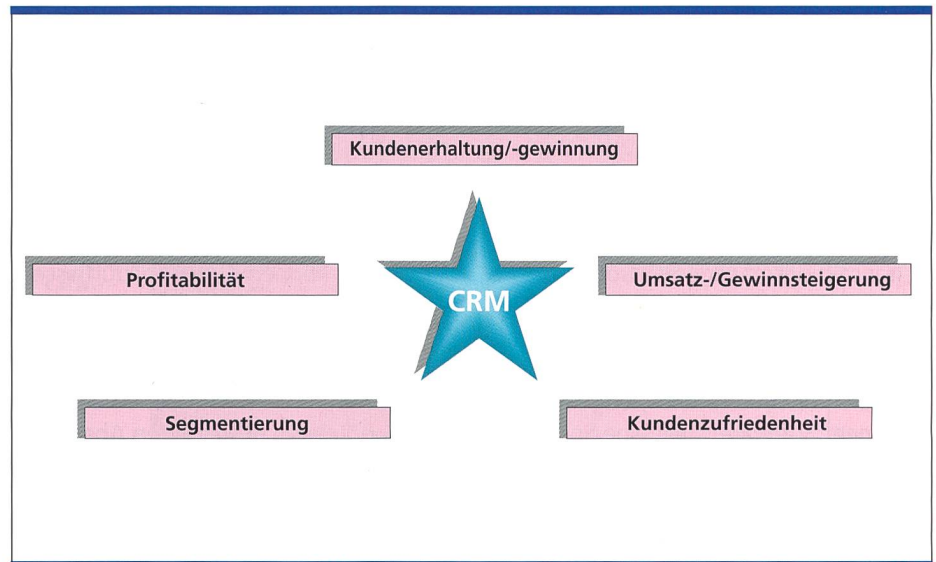 Kundenerhaltung/-gewinnung
Profitabilität
CRM
Umsatz-/Gewinnsteigerung
Segmentierung
Kundenzufriedenheit